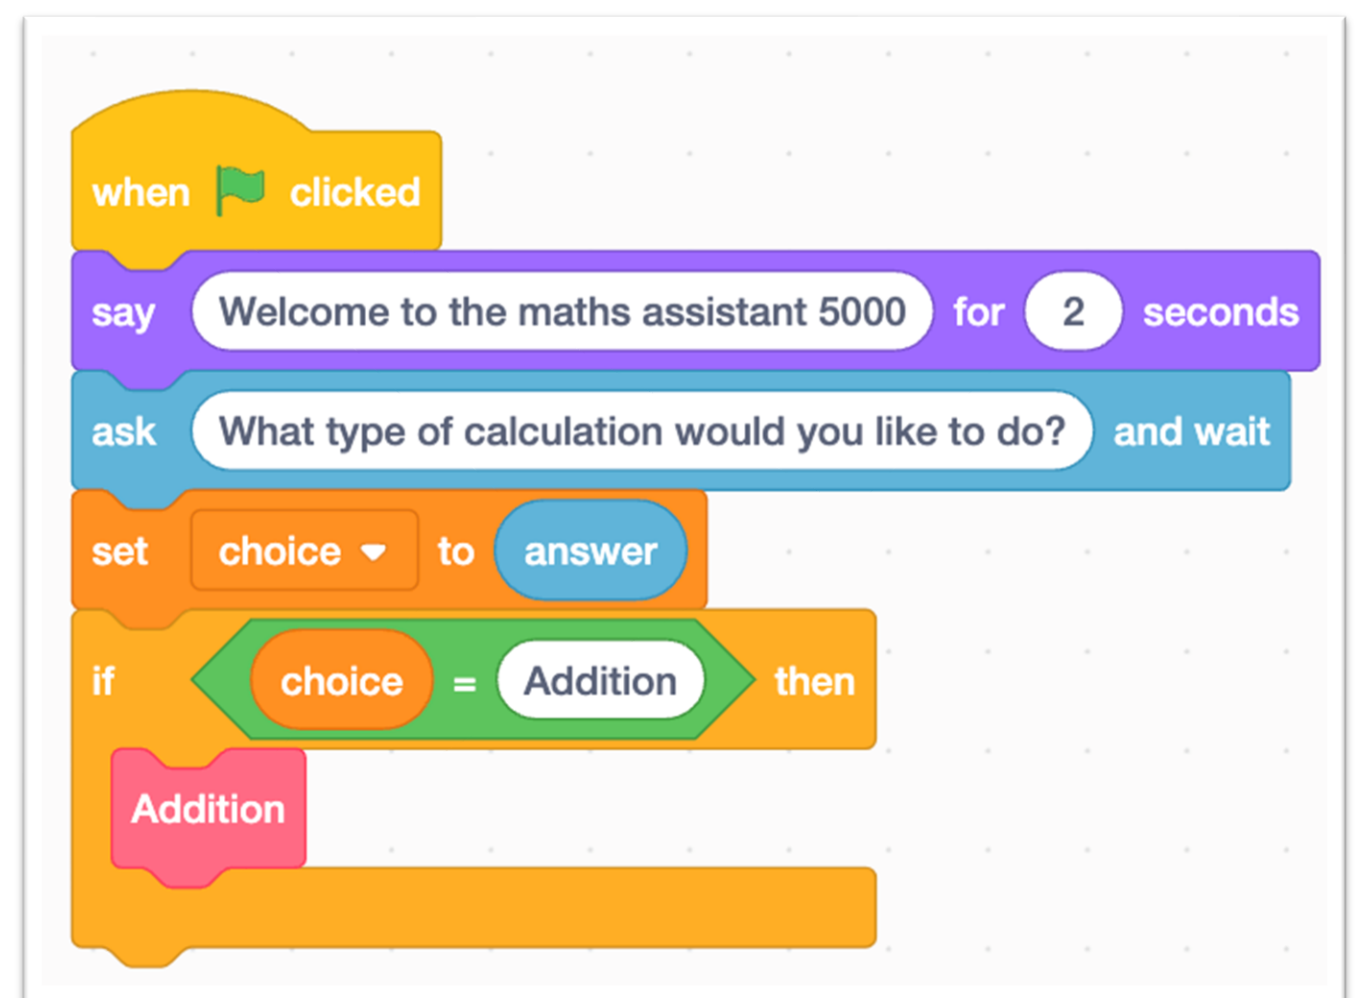 when clicked
say Welcome to the maths assistant 5000 for 2 seconds
ask What type of calculation would you like to do? and wait
set choice to answer
if choice = Addition then
Addition